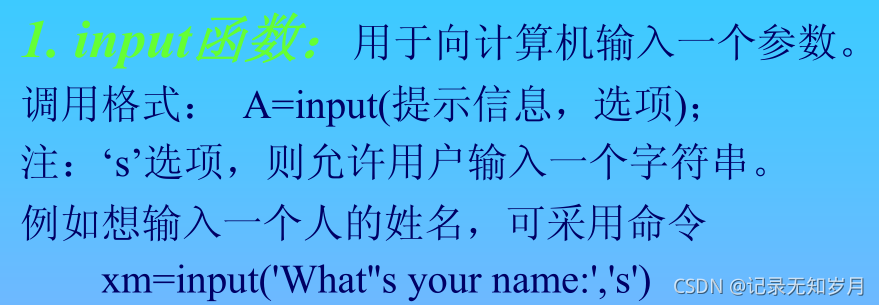 1. input函数：用于向计算机输入一个参数。
调用格式： A=input(提示信息，选项)；
注：‘s’选项，则允许用户输入一个字符串。
例如想输入一个人的姓名，可采用命令
xm=input('What''s your name:','s')
CSDN @记录无知岁月